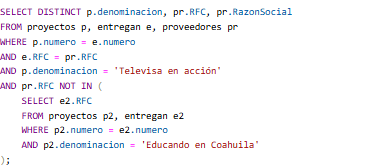 SELECT DISTINCT p.denominacion, pr.RFC, pr.RazonSocial
FROM proyectos p, entregan e, proveedores pr
WHERE p.numero = e.numero
AND e.RFC = pr.RFC
AND p.denominacion = 'Televisa en acción'
AND pr.RFC NOT IN (
SELECT e2.RFC
FROM proyectos p2, entregan e2
WHERE p2.numero = e2.numero
AND p2.denominacion = 'Educando en Coahuila'
);